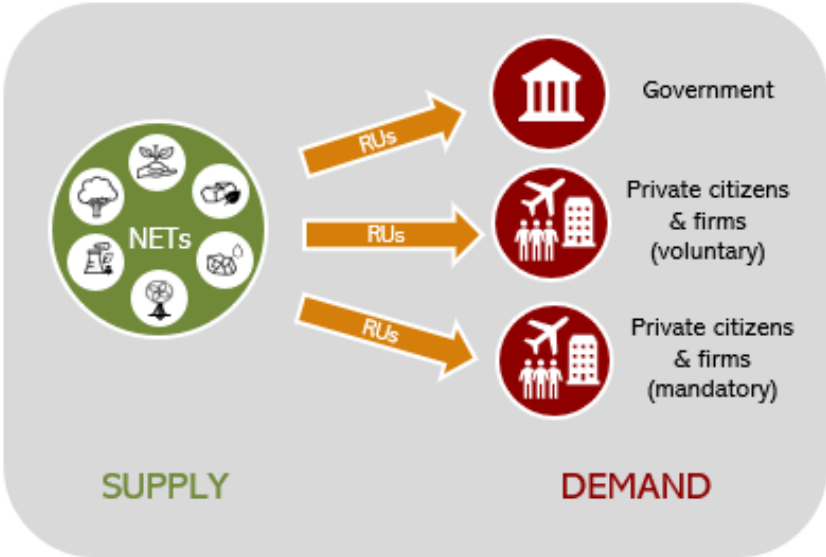 Government
RUs
Private citizens
& firms
(voluntary)
NETs
RUs
RUs
Private citizens
& firms
(mandatory)
SUPPLY
DEMAND